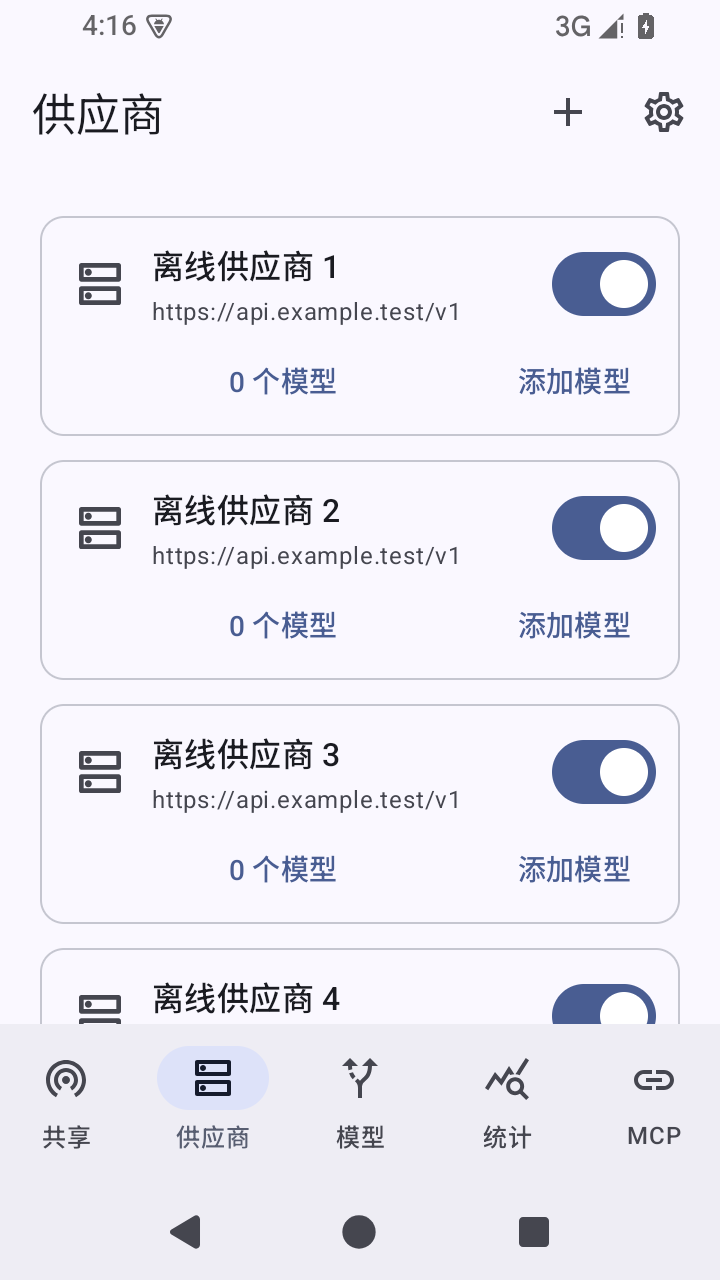 4:16
3G
供应商
离线供应商 1
https://api.example.test/v1
0 个模型
添加模型
离线供应商 2
https://api.example.test/v1
0 个模型
添加模型
离线供应商 3
https://api.example.test/v1
0 个模型
添加模型
离线供应商 4
共享
供应商
模型
统计
MCP